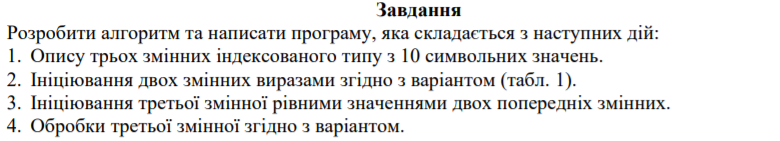 Завдання
Розробити алгоритм та написати програму, яка складається з наступних дій:
1. Опису трьох змінних індексованого типу з 10 символьних значень.
2. Ініціювання двох змінних виразами згідно з варіантом (табл. 1).
3. Ініціювання третьої змінної рівними значеннями двох попередніх змінних.
4. Обробки третьої змінної згідно з варіантом.